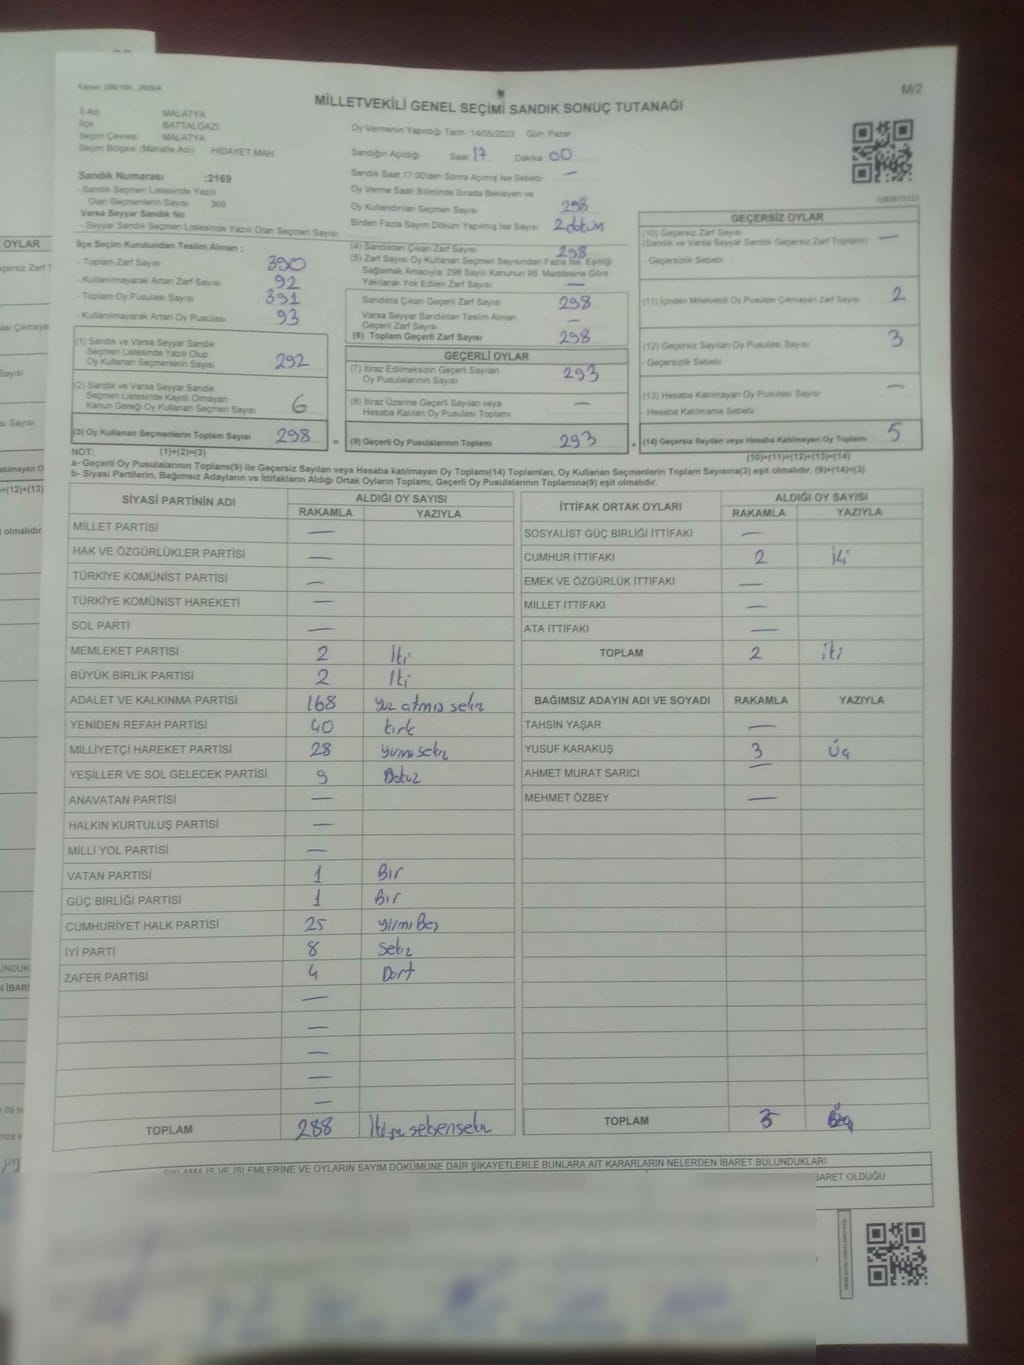 M/2
MİLLETVEKİLİ GENEL SEÇİMİ SANDIK SONUÇ TUTANAĞI
İl Adı MALATYA
İlçe BATTALGAZİ
Seçim Çevresi MALATYA
Seçim Bölgesi (Mahalle Adı) HİDAYET MAH
Sandık Numarası :2169
- Sandık Seçmen Listesinde Yazılı
Olan Seçmenlerin Sayısı 369
Varsa Seyyar Sandık No
- Seyyar Sandık Seçmen Listesinde Yazılı Olan Seçmen Sayısı
Oy Vermenin Yapıldığı Tarih 14/05/2023 Gün: Pazar
Sandığın Açıldığı Saat 17 Dakika 00
Sandık Saat 17:00'den Sonra Açılmış İse Sebebi —
Oy Verme Saati Bitiminde Sırada Bekleyen ve
Oy Kullandırılan Seçmen Sayısı 298
Birden Fazla Sayım Döküm Yapılmış İse Sayısı 2 döküm
İlçe Seçim Kurulundan Teslim Alınan :
- Toplam Zarf Sayısı 390
- Kullanılmayarak Artan Zarf Sayısı 92
- Toplam Oy Pusulası Sayısı 391
- Kullanılmayarak Artan Oy Pusulası 93
(4) Sandıktan Çıkan Zarf Sayısı 298
(5) Zarf Sayısı Oy Kullanan Seçmen Sayısından Fazla İse, Eşitliği
Sağlamak Amacıyla; 298 Sayılı Kanunun 98. Maddesine Göre
Yakılarak Yok Edilen Zarf Sayısı —
Sandıkta Çıkan Geçerli Zarf Sayısı 298
Varsa Seyyar Sandıktan Teslim Alınan
Geçerli Zarf Sayısı —
(6) Toplam Geçerli Zarf Sayısı 298
GEÇERSİZ OYLAR
(10) Geçersiz Zarf Sayısı —
(Sandık ve Varsa Seyyar Sandık Geçersiz Zarf Toplamı)
- Geçersizlik Sebebi :
(11) İçinden Milletvekili Oy Pusulası Çıkmayan Zarf Sayısı 2
(12) Geçersiz Sayılan Oy Pusulası Sayısı 3
- Geçersizlik Sebebi :
(13) Hesaba Katılmayan Oy Pusulası Sayısı —
- Hesaba Katılmama Sebebi
(14) Geçersiz Sayılan veya Hesaba Katılmayan Oy Toplamı 5
(10)+(11)+(12)+(13)=(14)
(1) Sandık ve Varsa Seyyar Sandık
Seçmen Listesinde Yazılı Olup
Oy Kullanan Seçmenlerin Sayısı 292
(2) Sandık ve Varsa Seyyar Sandık
Seçmen Listesinde Kayıtlı Olmayan
Kanun Gereği Oy Kullanan Seçmen Sayısı 6
(3) Oy Kullanan Seçmenlerin Toplam Sayısı 298
GEÇERLİ OYLAR
(7) İtiraz Edilmeksizin Geçerli Sayılan
Oy Pusulalarının Sayısı 293
(8) İtiraz Üzerine Geçerli Sayılan veya
Hesaba Katılan Oy Pusulası Toplamı —
(9) Geçerli Oy Pusulalarının Toplamı 293
NOT: (1)+(2)=(3)
a- Geçerli Oy Pusulalarının Toplamı(9) ile Geçersiz Sayılan veya Hesaba katılmayan Oy Toplamı(14) Toplamları, Oy Kullanan Seçmenlerin Toplam Sayısına(3) eşit olmalıdır. (9)+(14)=(3)
b- Siyasi Partilerin, Bağımsız Adayların ve İttifakların Aldığı Ortak Oyların Toplamı, Geçerli Oy Pusulalarının Toplamına(9) eşit olmalıdır.
SİYASİ PARTİNİN ADI ALDIĞI OY SAYISI
RAKAMLA YAZIYLA
MİLLET PARTİSİ —
HAK VE ÖZGÜRLÜKLER PARTİSİ —
TÜRKİYE KOMÜNİST PARTİSİ —
TÜRKİYE KOMÜNİST HAREKETİ —
SOL PARTİ —
MEMLEKET PARTİSİ 2 İki
BÜYÜK BİRLİK PARTİSİ 2 İki
ADALET VE KALKINMA PARTİSİ 168 yüz atmış sekiz
YENİDEN REFAH PARTİSİ 40 kırk
MİLLİYETÇİ HAREKET PARTİSİ 28 yirmi sekiz
YEŞİLLER VE SOL GELECEK PARTİSİ 9 Dokuz
ANAVATAN PARTİSİ —
HALKIN KURTULUŞ PARTİSİ —
MİLLİ YOL PARTİSİ —
VATAN PARTİSİ 1 Bir
GÜÇ BİRLİĞİ PARTİSİ 1 Bir
CUMHURİYET HALK PARTİSİ 25 yirmi Beş
İYİ PARTİ 8 Sekiz
ZAFER PARTİSİ 4 Dört
—
—
—
—
—
TOPLAM 288 İkiyüz seksensekiz
İTTİFAK ORTAK OYLARI ALDIĞI OY SAYISI
RAKAMLA YAZIYLA
SOSYALİST GÜÇ BİRLİĞİ İTTİFAKI —
CUMHUR İTTİFAKI 2 İki
EMEK VE ÖZGÜRLÜK İTTİFAKI —
MİLLET İTTİFAKI —
ATA İTTİFAKI —
TOPLAM 2 iki
BAĞIMSIZ ADAYIN ADI VE SOYADI RAKAMLA YAZIYLA
TAHSİN YAŞAR —
YUSUF KARAKUŞ 3 Üç
AHMET MURAT SARICI —
MEHMET ÖZBEY —
TOPLAM 3
OYLAMA İŞ VE İŞLEMLERİNE VE OYLARIN SAYIM DÖKÜMÜNE DAİR ŞİKAYETLERLE BUNLARA AİT KARARLARIN NELERDEN İBARET BULUNDUKLARI
BARET OLDUĞU